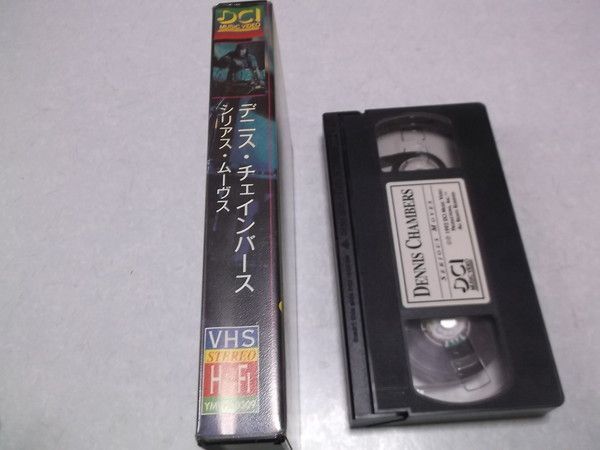 DCI
MUSIC VIDEO
デニス・チェインバース
シリアス・ムーヴス
VHS
STEREO
Hi-Fi
DENNIS CHAMBERS
SERIOUS MOVES
DCI
MUSIC VIDEO